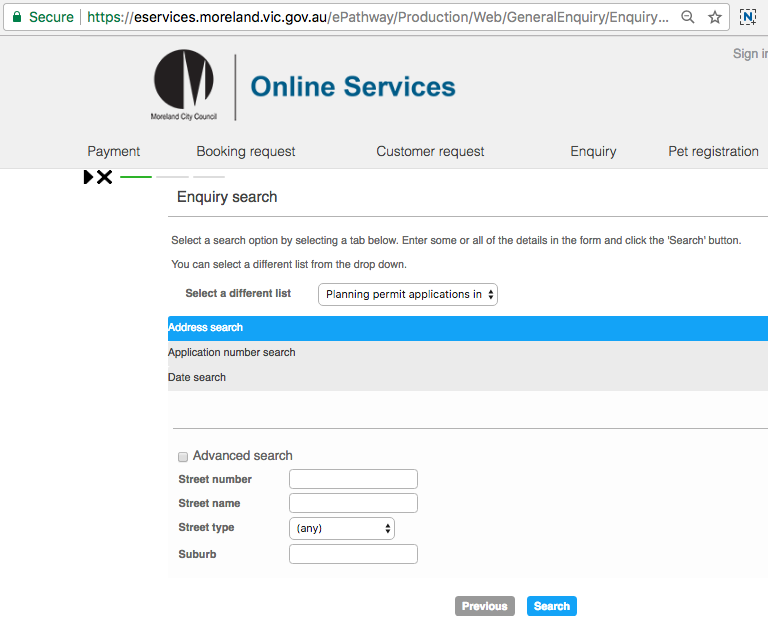 Secure https://eservices.moreland.vic.gov.au/ePathway/Production/Web/GeneralEnquiry/Enquiry...
N
Sign in
Moreland City Council
Online Services
Payment Booking request Customer request Enquiry Pet registration
Enquiry search
Select a search option by selecting a tab below. Enter some or all of the details in the form and click the 'Search' button.
You can select a different list from the drop down.
Select a different list Planning permit applications in
Address search
Application number search
Date search
Advanced search
Street number
Street name
Street type (any)
Suburb
Previous Search